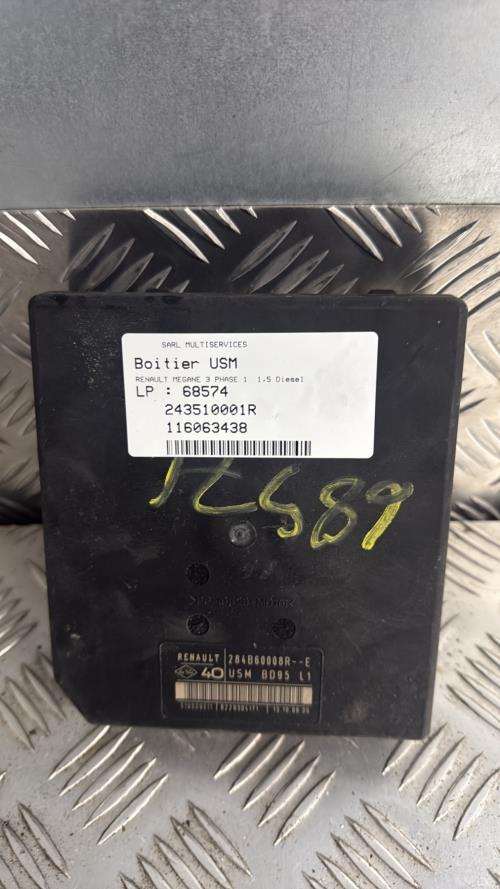 SARL MULTISERVICES
Boitier USM
RENAULT MEGANE 3 PHASE 1 1.5 Diesel
LP : 68574
243510001R
116063438
RENAULT 284B60008R--E
40 USM BD95 L1